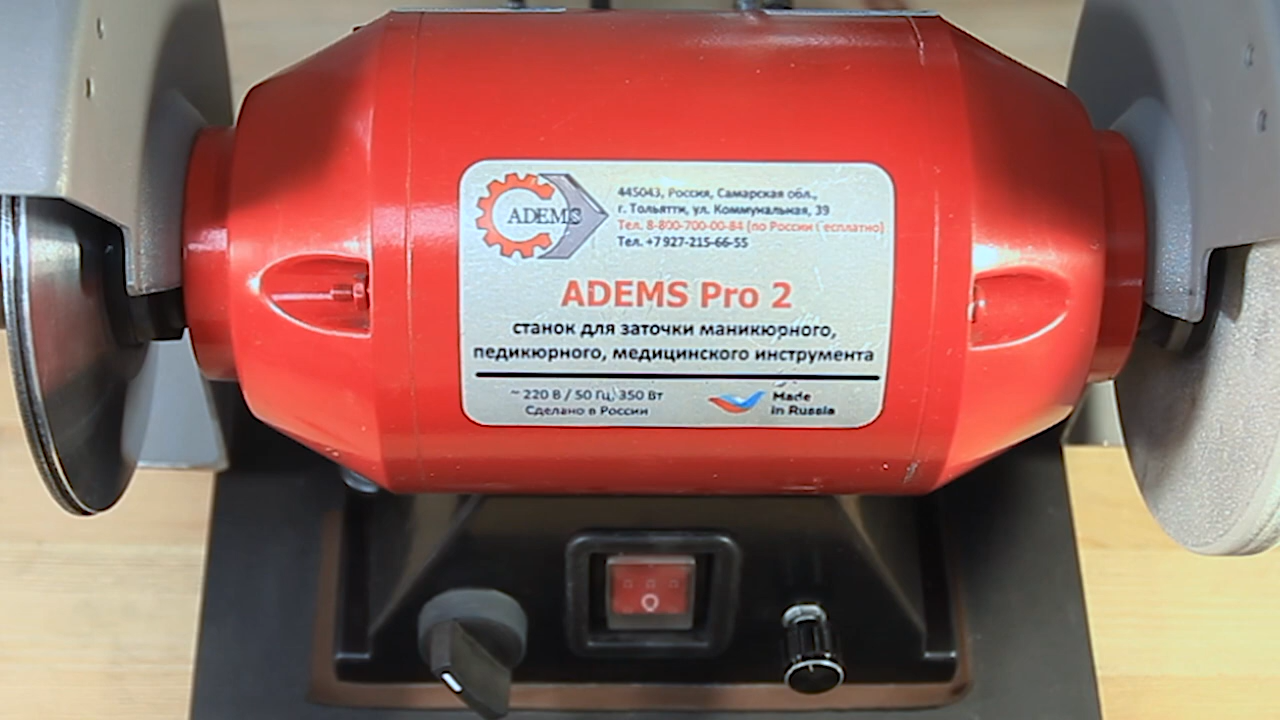 ADEMS
445043, Россия, Самарская обл.,
г. Тольятти, ул. Коммунальная, 39
Тел. 8-800-700-00-84 (по России бесплатно)
Тел. +7 927-215-66-55
ADEMS Pro 2
станок для заточки маникюрного,
педикюрного, медицинского инструмента
~ 220 В / 50 Гц, 350 Вт
Сделано в России
Made
in Russia